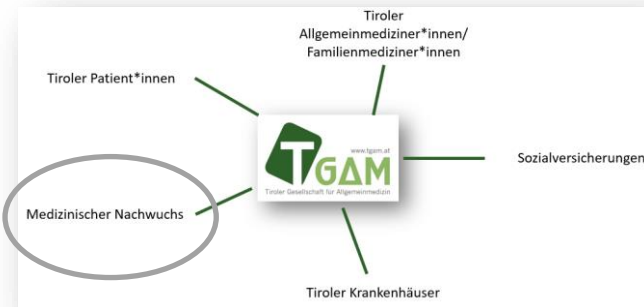 Tiroler
Allgemeinmediziner*innen/
Familienmediziner*innen
Tiroler Patient*innen
www.tgam.at
TGAM
Tiroler Gesellschaft für Allgemeinmedizin
Sozialversicherungen
Medizinischer Nachwuchs
Tiroler Krankenhäuser